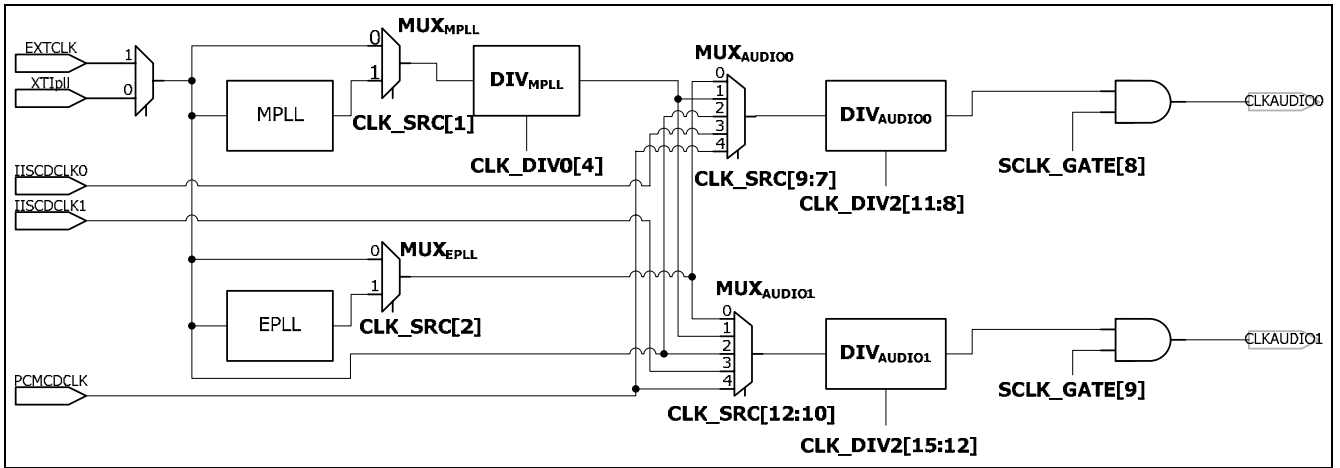 EXTCLK
XTIpll
1
0
MUXMPLL
0
1
MPLL
CLK_SRC[1]
DIVMPLL
CLK_DIV0[4]
MUXAUDIO0
0
1
2
3
4
CLK_SRC[9:7]
DIVAUDIO0
CLK_DIV2[11:8]
SCLK_GATE[8]
CLKAUDIO0
IISCDCLK0
IISCDCLK1
MUXEPLL
0
1
EPLL
CLK_SRC[2]
PCMCDCLK
MUXAUDIO1
0
1
2
3
4
CLK_SRC[12:10]
DIVAUDIO1
CLK_DIV2[15:12]
SCLK_GATE[9]
CLKAUDIO1